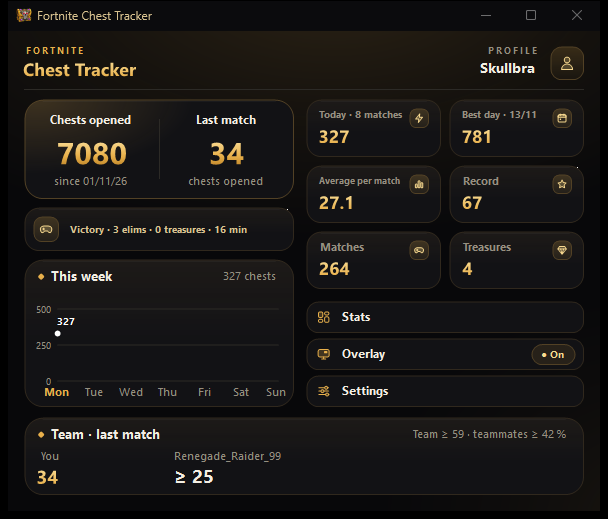 Fortnite Chest Tracker
FORTNITE
Chest Tracker
PROFILE
Skullbra
Chests opened
7080
since 01/11/26
Last match
34
chests opened
Today · 8 matches
327
Best day · 13/11
781
Average per match
27.1
Record
67
Matches
264
Treasures
4
Victory · 3 elims · 0 treasures · 16 min
This week
327 chests
500
327
250
0
Mon Tue Wed Thu Fri Sat Sun
Stats
Overlay
• On
Settings
Team · last match
Team ≥ 59 · teammates ≥ 42 %
You
34
Renegade_Raider_99
≥ 25